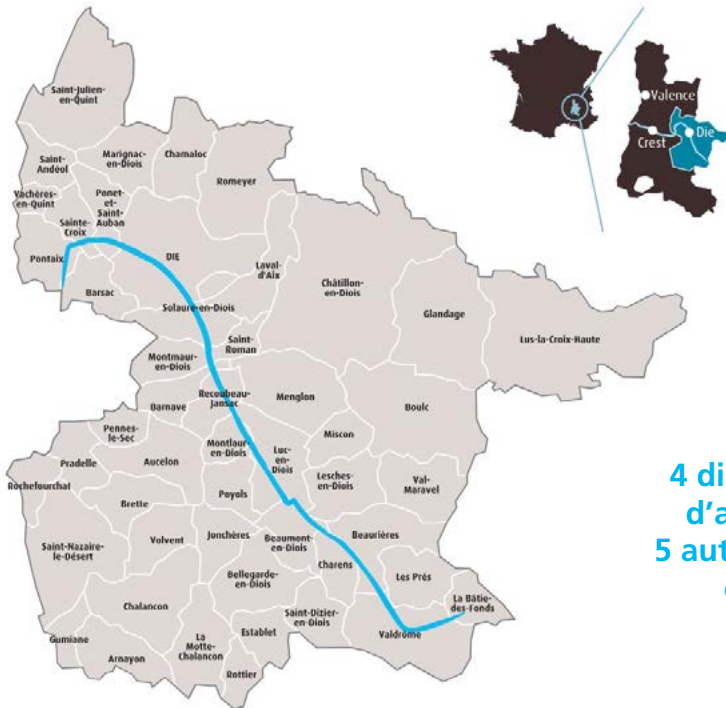 Saint-Julien-
en-Quint
Valence
Die
Crest
Saint-
Andéol
Marignac-
en-Diois
Chamaloc
Romeyer
Vachères-
en-Quint
Ponet-
et-
Saint-
Auban
Sainte-
Croix
Pontaix
DIE
Laval-
d'Aix
Châtillon-
en-Diois
Barsac
Solaure-en-Diois
Glandage
Lus-la-Croix-Haute
Saint-
Roman
Montmaur-
en-Diois
Recoubeau-
Jansac
Menglon
Boulc
Barnave
Pennes-
le-Sec
Miscon
Montlaur-
en-Diois
Luc-
en-
Diois
Pradelle
Aucelon
Rochefourchat
Lesches-
en-Diois
Val-
Maravel
Poyols
Brette
Volvent
Jonchères
Beaumont-
en-Diois
Beaurières
Saint-Nazaire-
le-Désert
Charens
Bellegarde-
en-Diois
Les Prés
La Bâtie-
des-Fonds
Chalancon
Saint-Dizier-
en-Diois
Valdrome
Gumiane
Arnayon
La
Motte-
Chalancon
Establet
Rottier
4 di
d'a
5 aut